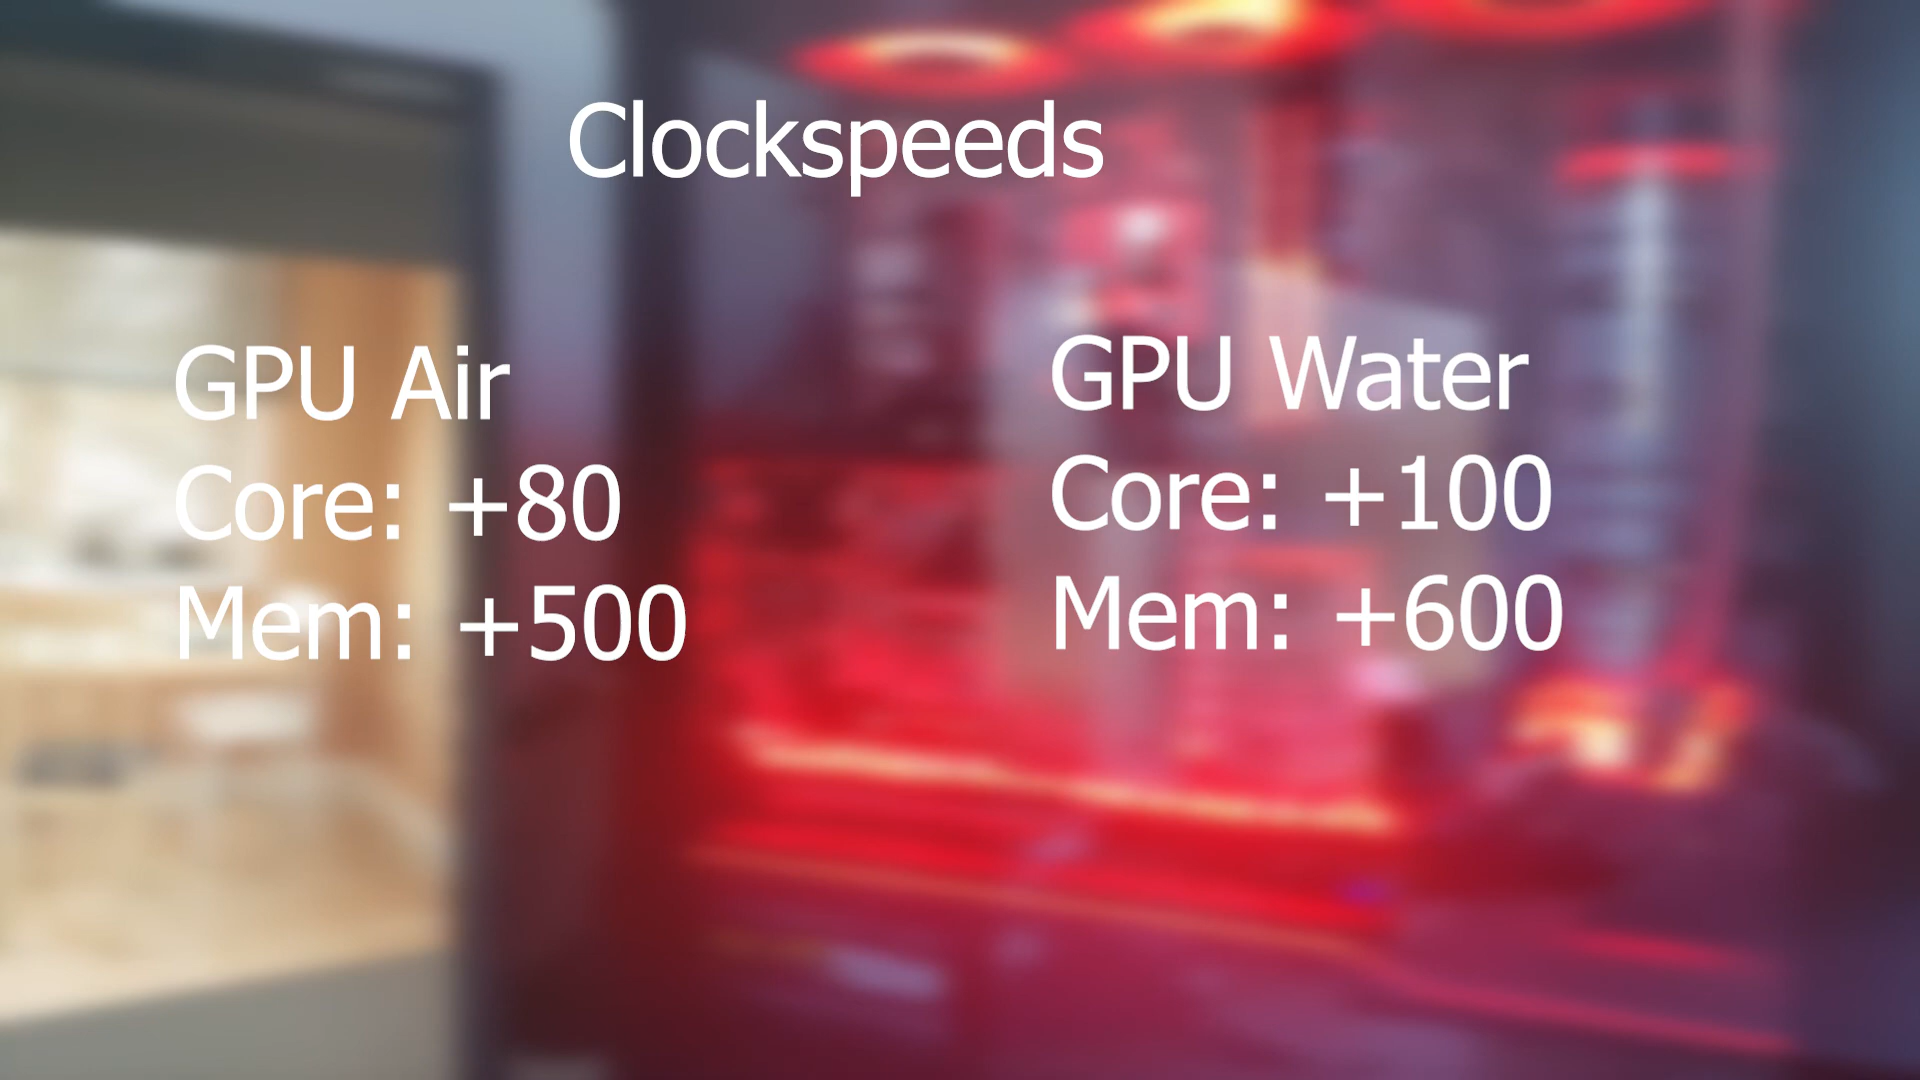 Clockspeeds
GPU Air
Core: +80
Mem: +500
GPU Water
Core: +100
Mem: +600